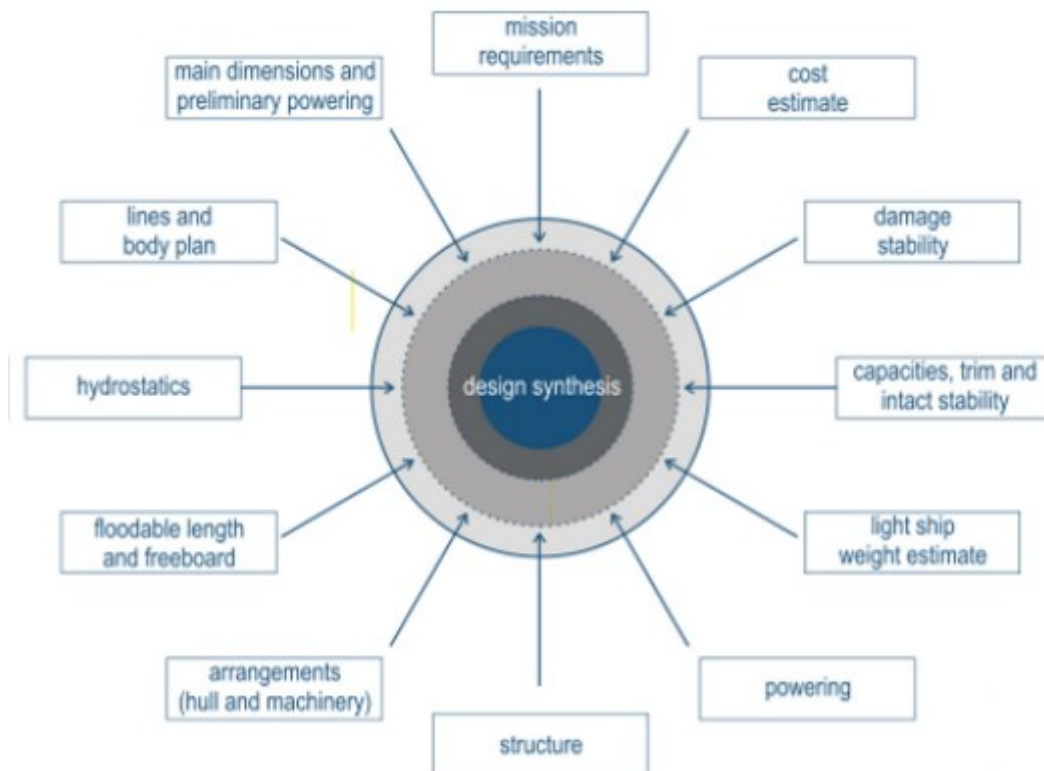 mission
requirements
main dimensions and
preliminary powering
cost
estimate
lines and
body plan
damage
stability
hydrostatics
design synthesis
capacities, trim and
intact stability
floodable length
and freeboard
light ship
weight estimate
arrangements
(hull and machinery)
powering
structure